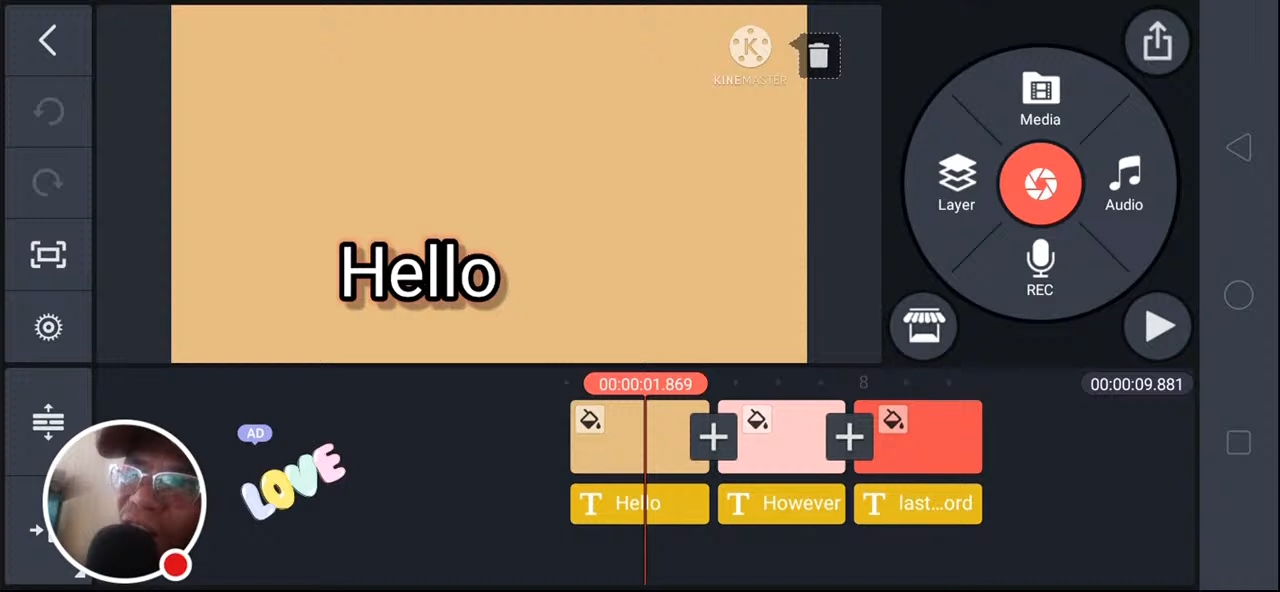 KINEMASTER
Media
Layer
Audio
REC
Hello
00:00:01.869
8
00:00:09.881
AD
LOVE
T Hello
T However
T last...ord